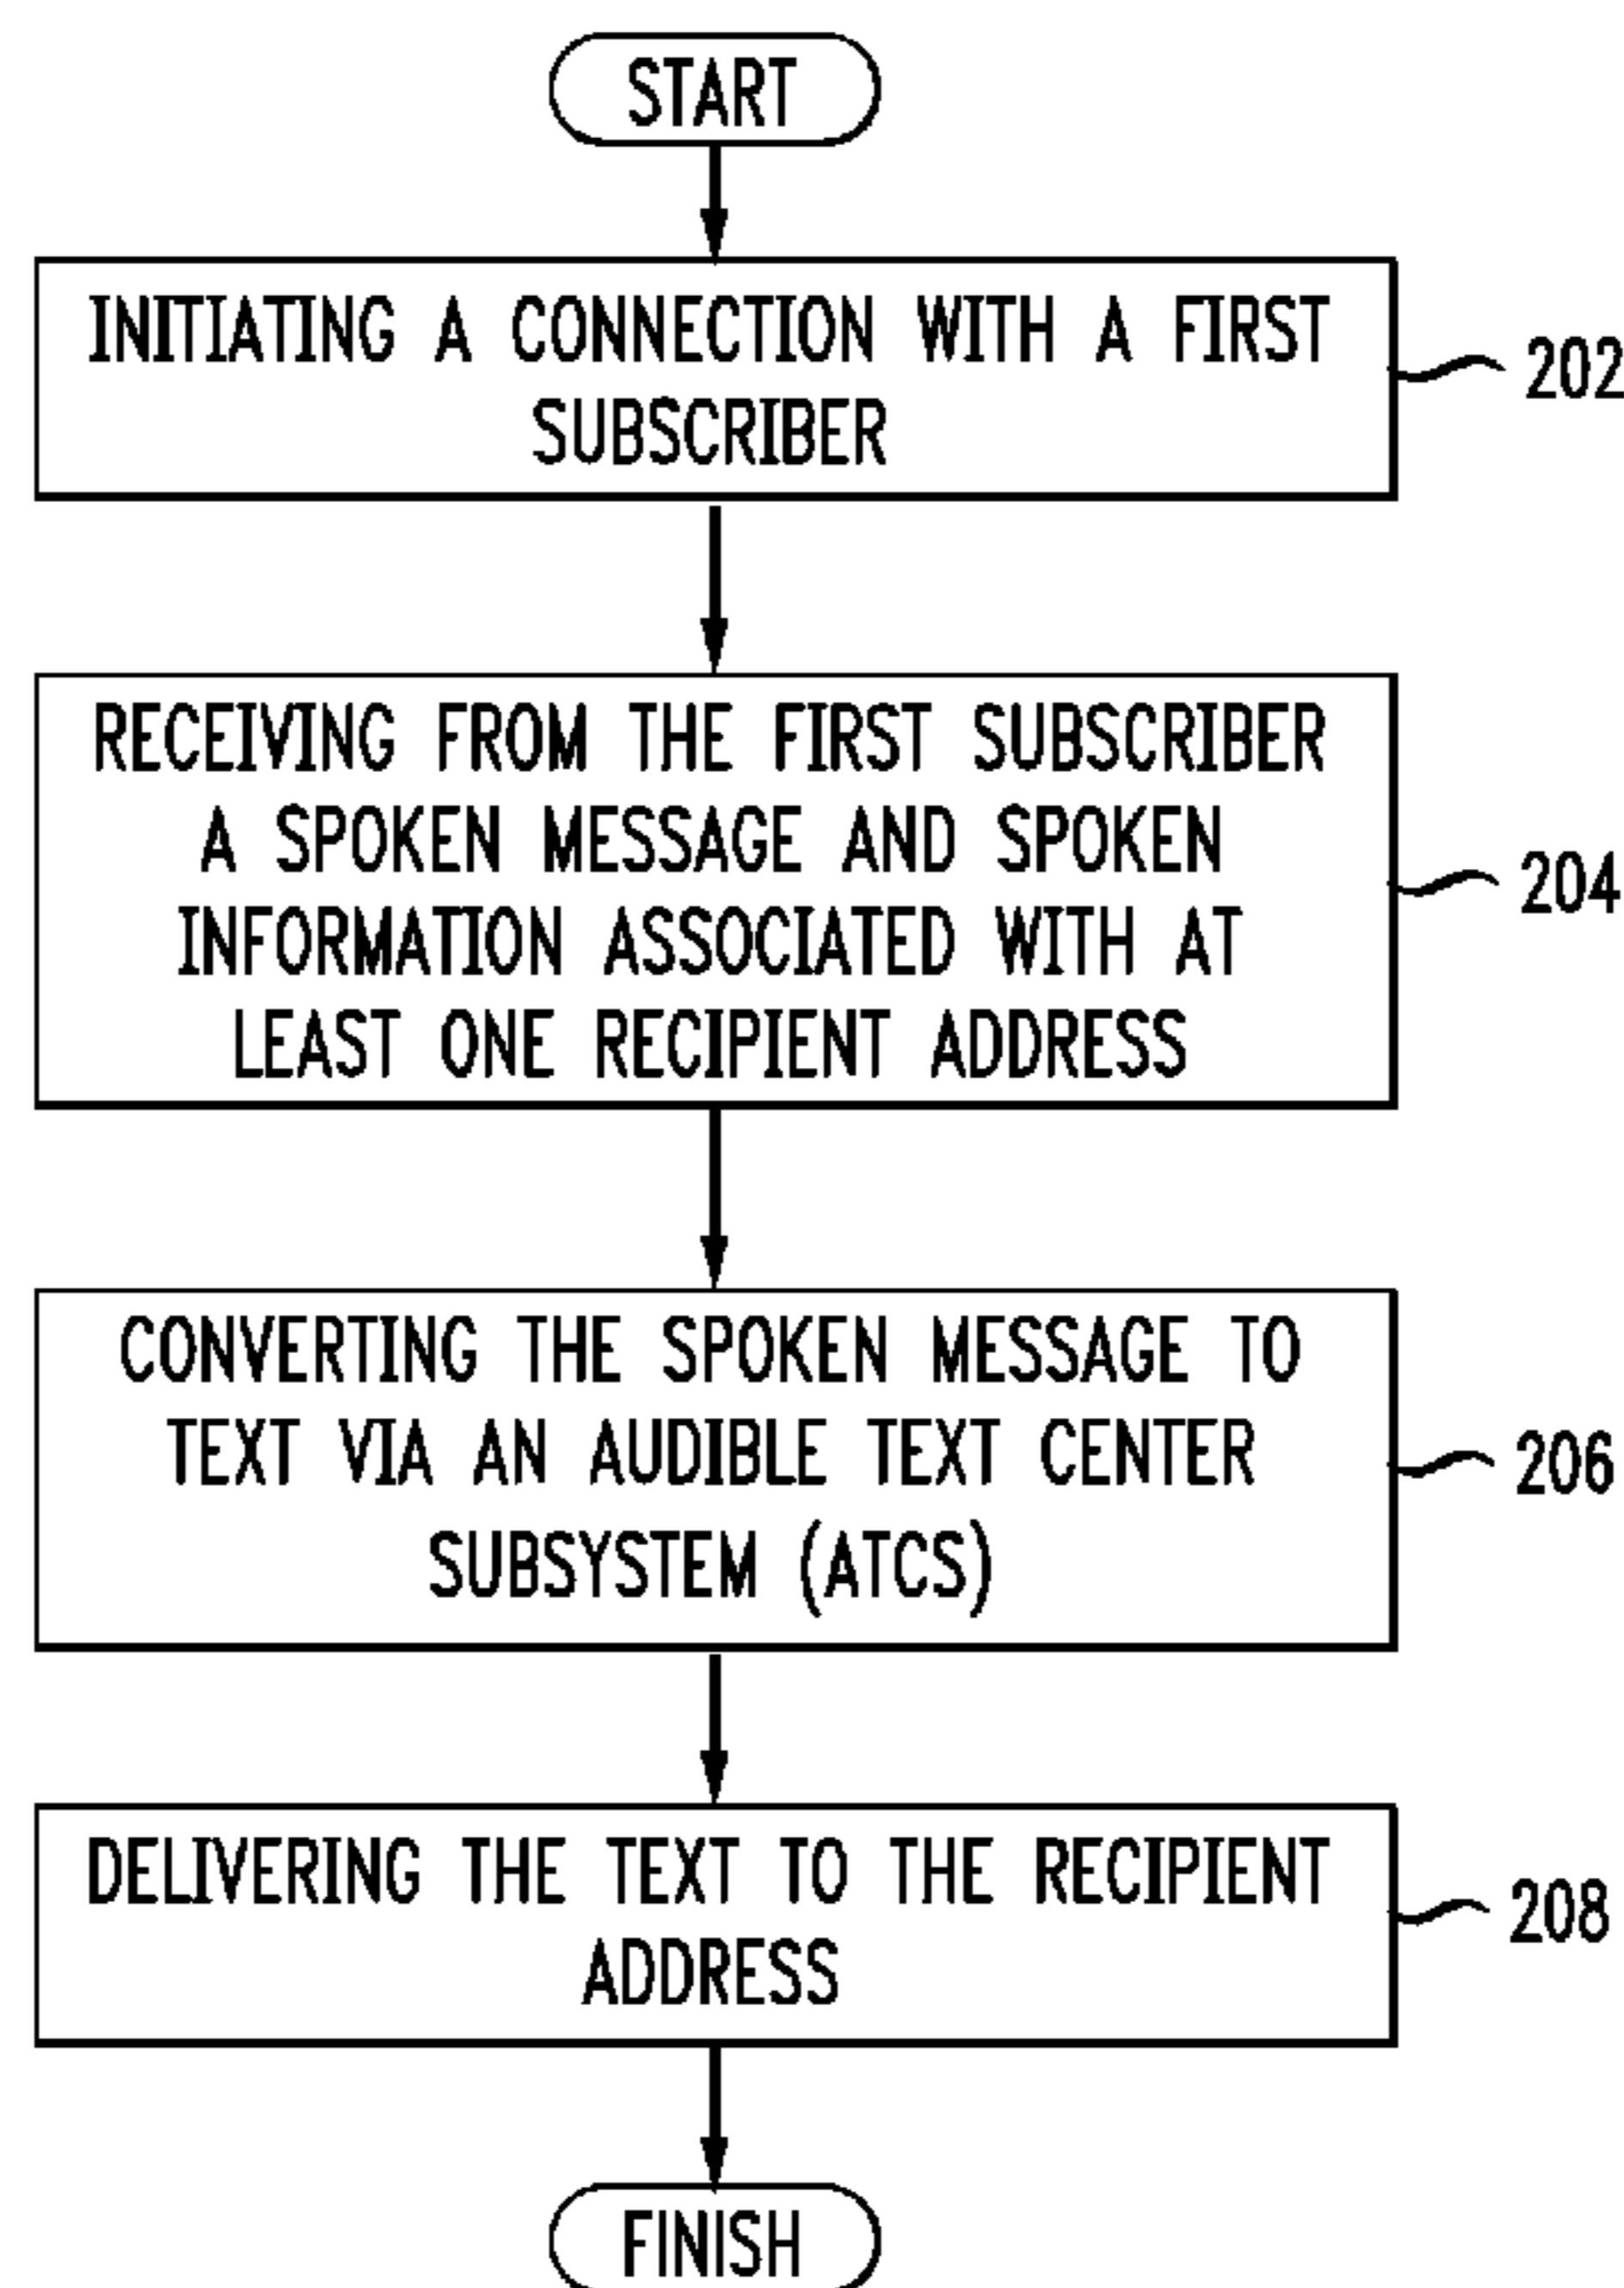 START
INITIATING A CONNECTION WITH A FIRST
SUBSCRIBER
202
RECEIVING FROM THE FIRST SUBSCRIBER
A SPOKEN MESSAGE AND SPOKEN
INFORMATION ASSOCIATED WITH AT
LEAST ONE RECIPIENT ADDRESS
204
CONVERTING THE SPOKEN MESSAGE TO
TEXT VIA AN AUDIBLE TEXT CENTER
SUBSYSTEM (ATCS)
206
DELIVERING THE TEXT TO THE RECIPIENT
ADDRESS
208
FINISH